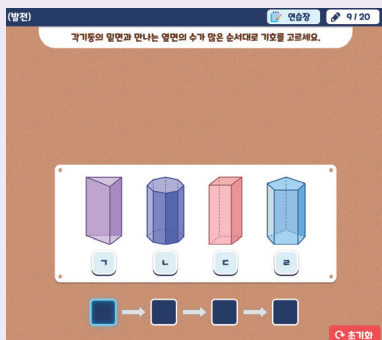 (발전)
연습장
9 / 20
각기둥의 밑면과 만나는 옆면의 수가 많은 순서대로 기호를 고르세요.
ㄱ ㄴ ㄷ ㄹ
초기화